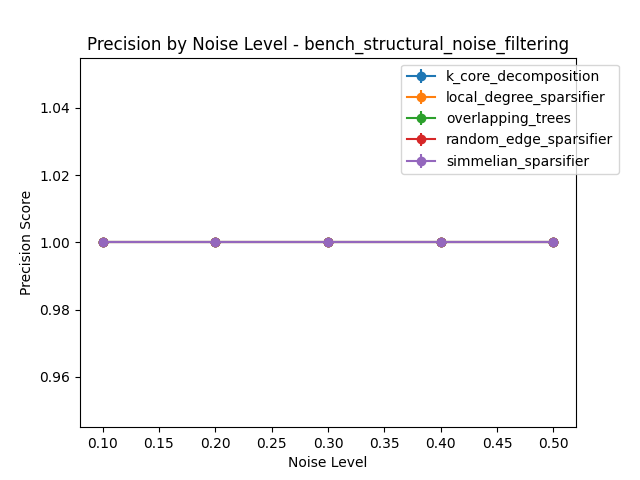 Precision by Noise Level - bench_structural_noise_filtering
k_core_decomposition
local_degree_sparsifier
overlapping_trees
random_edge_sparsifier
simmelian_sparsifier
1.04
1.02
1.00
0.98
0.96
Precision Score
0.10 0.15 0.20 0.25 0.30 0.35 0.40 0.45 0.50
Noise Level